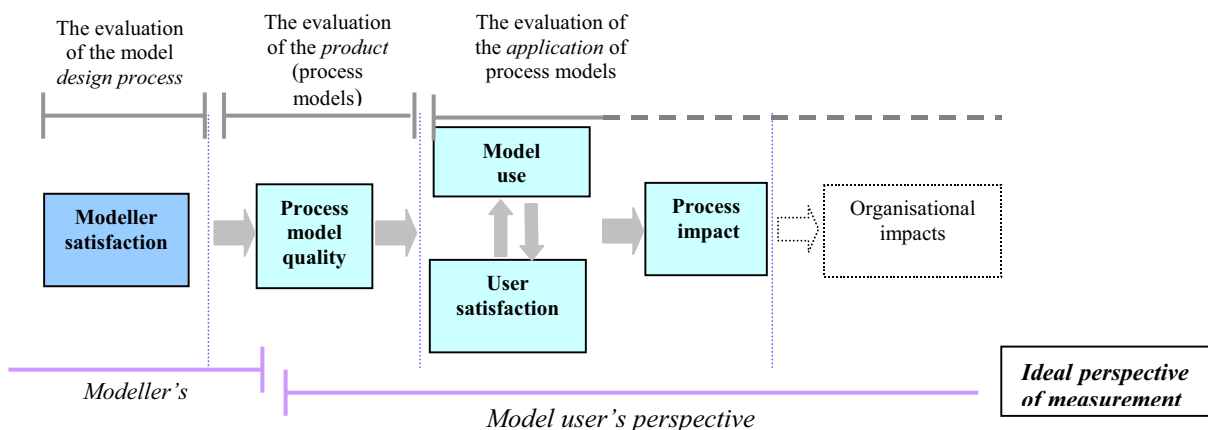 The evaluation
of the model
design process
The evaluation
of the product
(process
models)
The evaluation of
the application of
process models
Modeller
satisfaction
Process
model
quality
Model
use
User
satisfaction
Process
impact
Organisational
impacts
Modeller's
Model user's perspective
Ideal perspective
of measurement